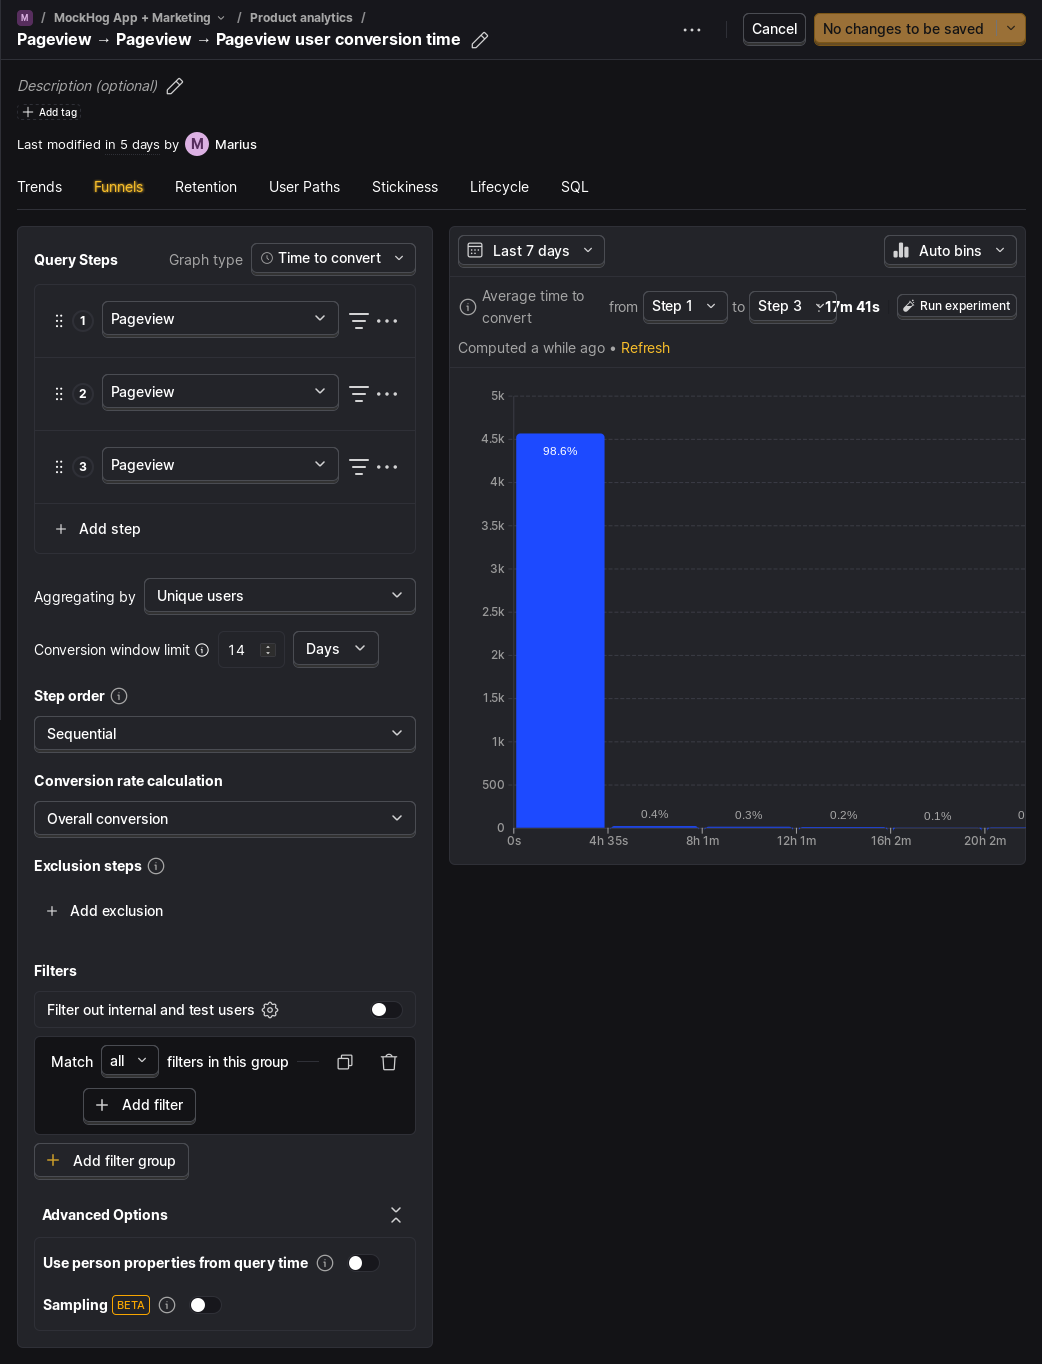 M / MockHog App + Marketing / Product analytics /
Pageview → Pageview → Pageview user conversion time
Cancel
No changes to be saved
Description (optional)
Add tag
Last modified in 5 days by M Marius
Trends Funnels Retention User Paths Stickiness Lifecycle SQL
Query Steps Graph type Time to convert
1 Pageview
2 Pageview
3 Pageview
Add step
Aggregating by Unique users
Conversion window limit 14 Days
Step order
Sequential
Conversion rate calculation
Overall conversion
Exclusion steps
Add exclusion
Filters
Filter out internal and test users
Match all filters in this group
Add filter
Add filter group
Advanced Options
Use person properties from query time
Sampling BETA
Last 7 days Auto bins
Average time to
convert
from Step 1 to Step 3 17m 41s Run experiment
Computed a while ago • Refresh
5k
4.5k
4k
3.5k
3k
2.5k
2k
1.5k
1k
500
0
98.6%
0.4% 0.3% 0.2% 0.1% 0
0s 4h 35s 8h 1m 12h 1m 16h 2m 20h 2m